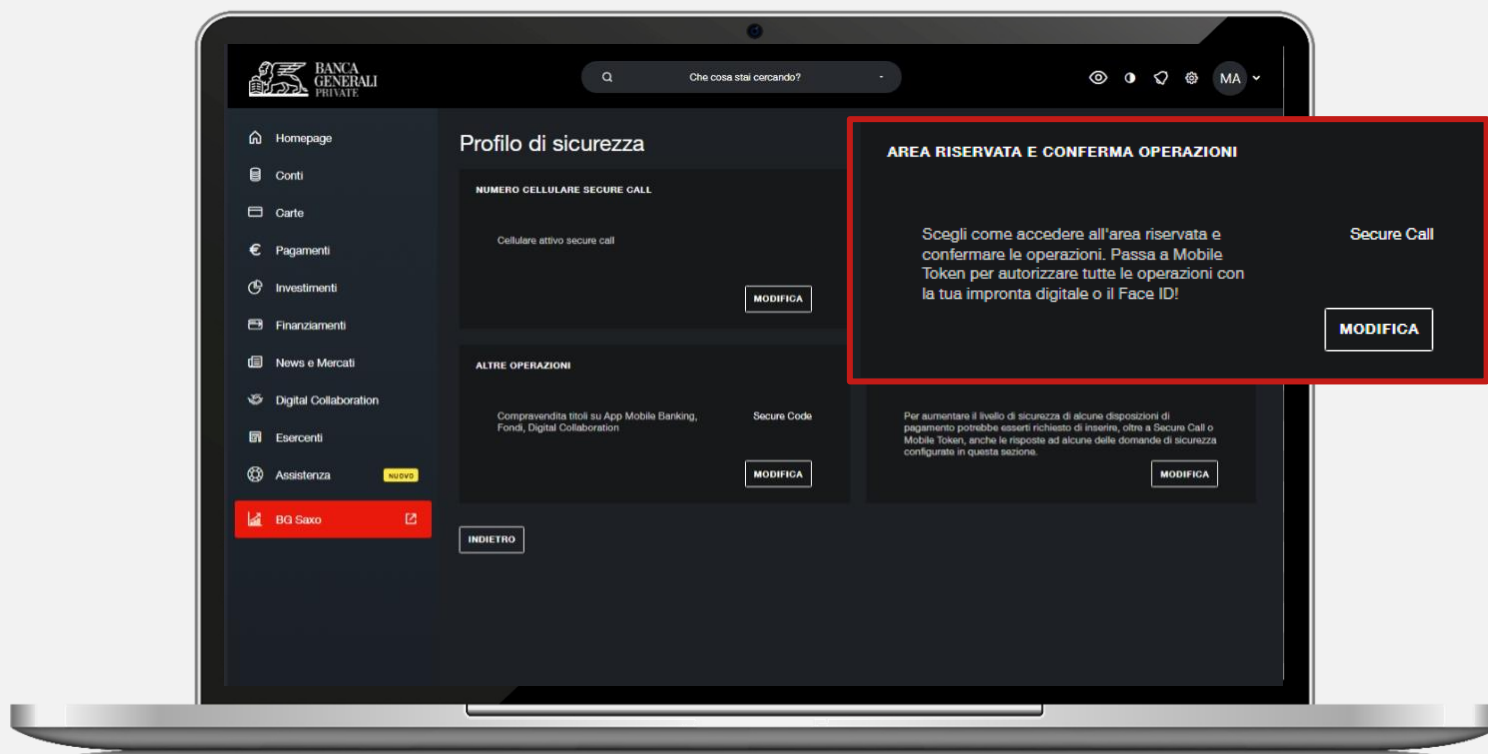 BANCA
GENERALI
PRIVATE
Che cosa stai cercando?
MA
Homepage
Conti
Carte
Pagamenti
Investimenti
Finanziamenti
News e Mercati
Digital Collaboration
Esercenti
Assistenza NUOVO
BG Saxo
Profilo di sicurezza
NUMERO CELLULARE SECURE CALL
Cellulare attivo secure call
MODIFICA
AREA RISERVATA E CONFERMA OPERAZIONI
Scegli come accedere all'area riservata e
confermare le operazioni. Passa a Mobile
Token per autorizzare tutte le operazioni con
la tua impronta digitale o il Face ID!
Secure Call
MODIFICA
ALTRE OPERAZIONI
Compravendita titoli su App Mobile Banking,
Fondi, Digital Collaboration
Secure Code
MODIFICA
Per aumentare il livello di sicurezza di alcune disposizioni di
pagamento potrebbe esserti richiesto di inserire, oltre a Secure Call o
Mobile Token, anche le risposte ad alcune delle domande di sicurezza
configurate in questa sezione.
MODIFICA
INDIETRO